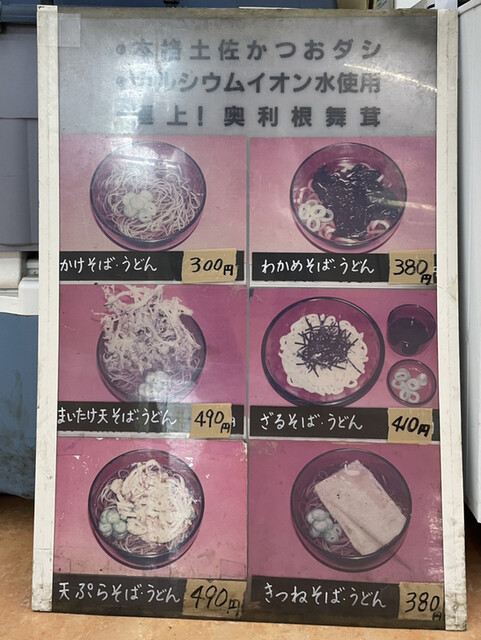 •本格土佐かつおダシ
•カルシウムイオン水使用
極上！奥利根舞茸
かけそば・うどん 300円
わかめそば・うどん 380円
まいたけ天そば・うどん 490円
ざるそば・うどん 410円
天ぷらそば・うどん 490円
きつねそば・うどん 380円